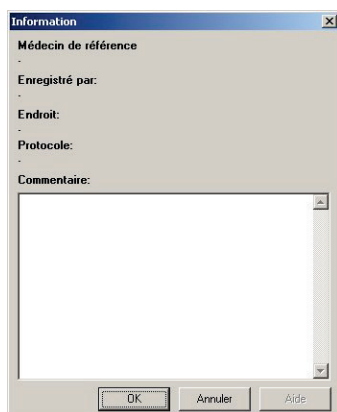 Information
Médecin de référence
-
Enregistré par:
-
Endroit:
-
Protocole:
-
Commentaire:
OK
Annuler
Aide